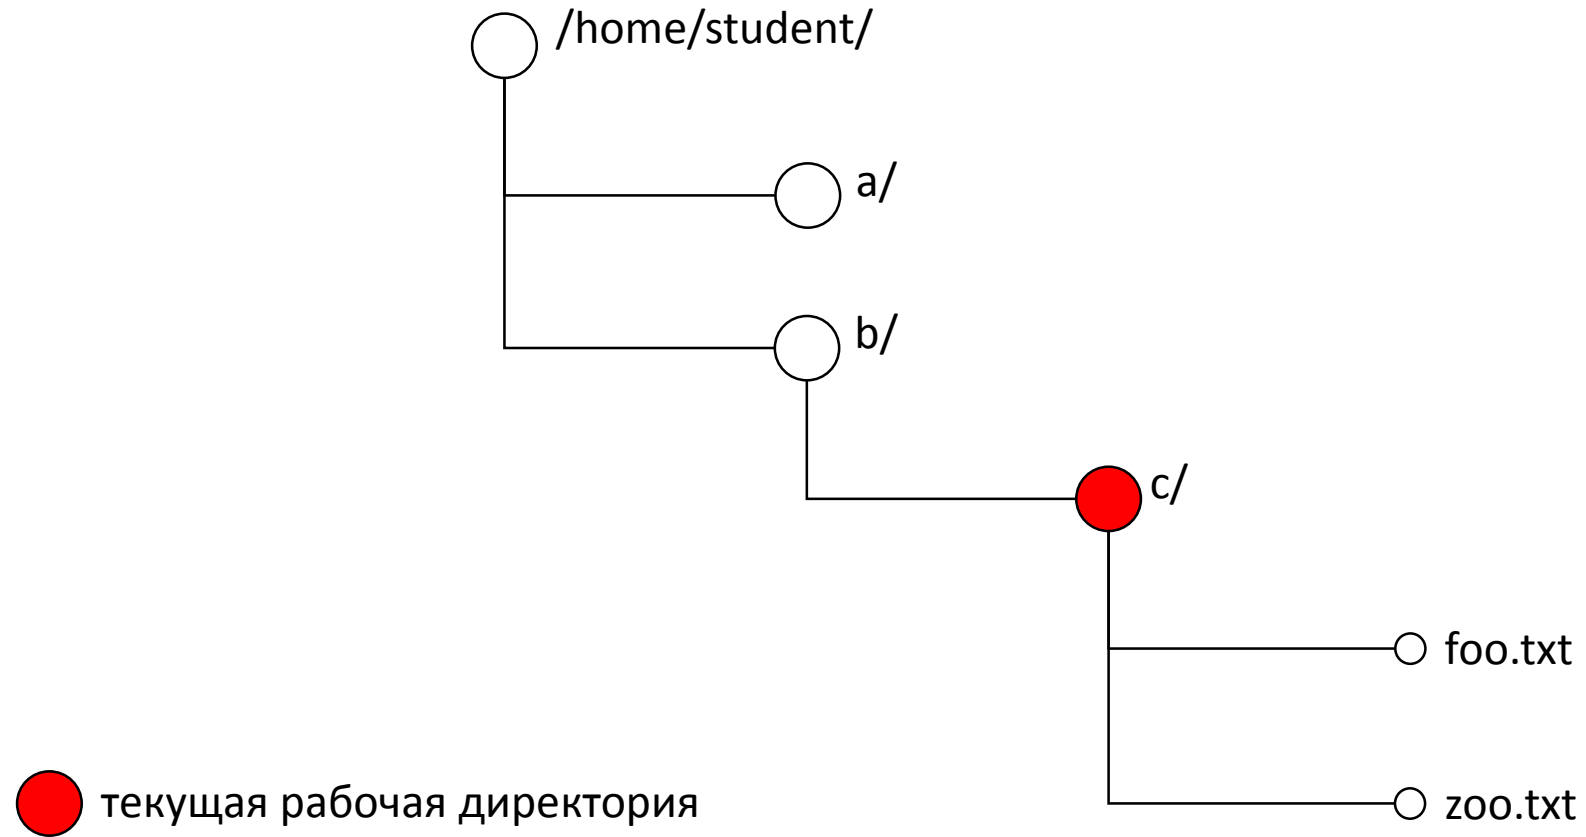 /home/student/
a/
b/
c/
foo.txt
zoo.txt
текущая рабочая директория